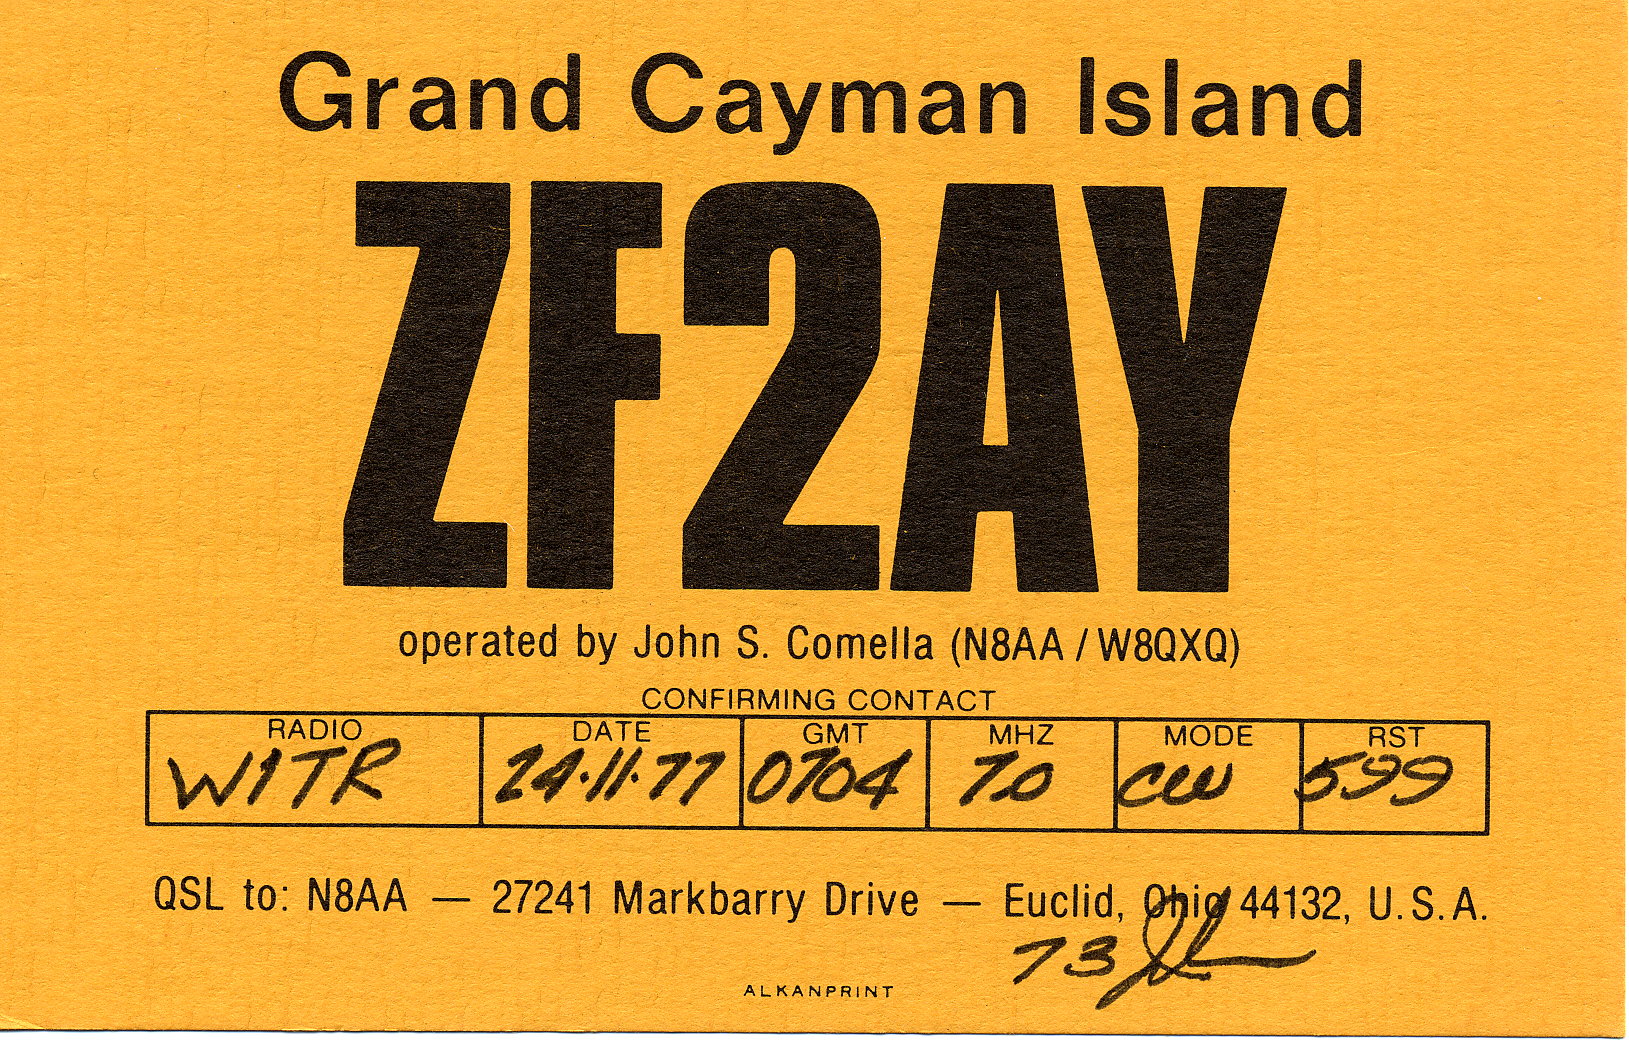 Grand Cayman Island
ZF2AY
operated by John S. Comella (N8AA / W8QXQ)
CONFIRMING CONTACT
RADIO DATE GMT MHZ MODE RST
W1TR 24·11·77 0704 7.0 CW 599
QSL to: N8AA — 27241 Markbarry Drive — Euclid, Ohio 44132, U.S.A.
73 John
ALKANPRINT